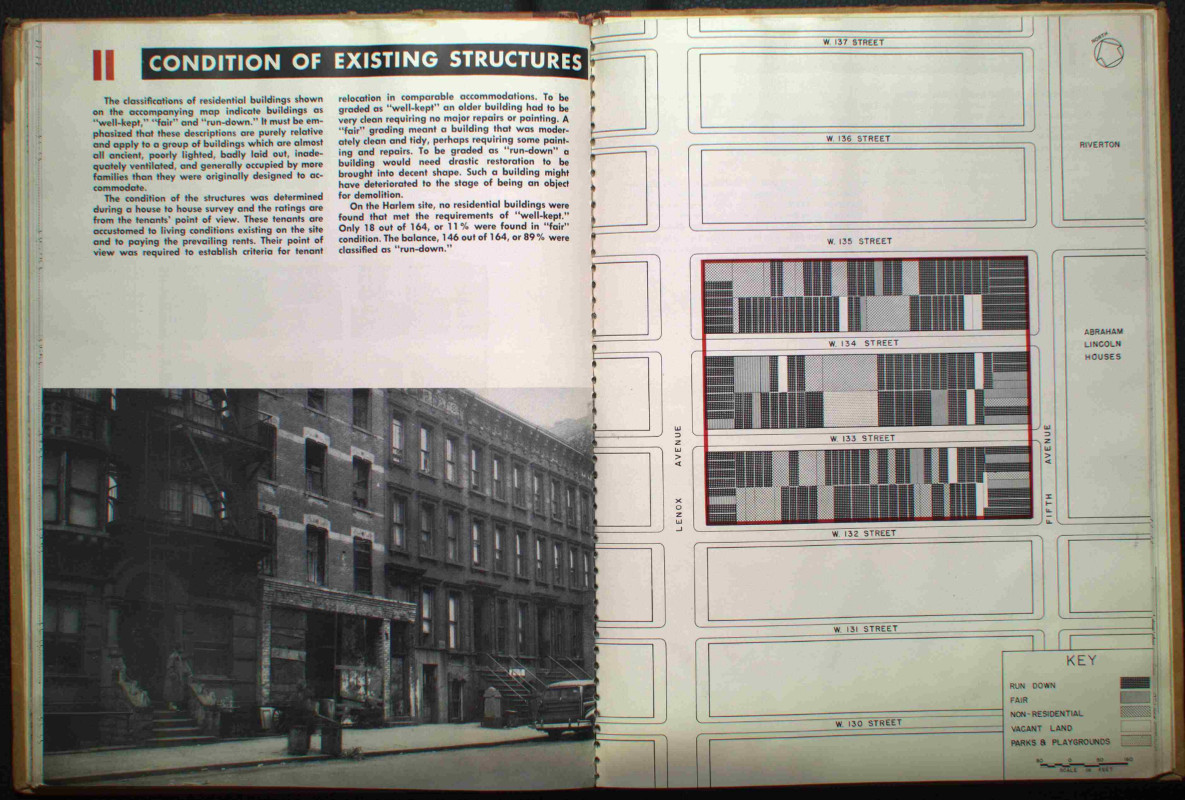 II CONDITION OF EXISTING STRUCTURES
The classifications of residential buildings shown
on the accompanying map indicate buildings as
"well-kept," "fair" and "run-down." It must be em-
phasized that these descriptions are purely relative
and apply to a group of buildings which are almost
all ancient, poorly lighted, badly laid out, inade-
quately ventilated, and generally occupied by more
families than they were originally designed to ac-
commodate.
The condition of the structures was determined
during a house to house survey and the ratings are
from the tenants' point of view. These tenants are
accustomed to living conditions existing on the site
and to paying the prevailing rents. Their point of
view was required to establish criteria for tenant
relocation in comparable accommodations. To be
graded as "well-kept" an older building had to be
very clean requiring no major repairs or painting. A
"fair" grading meant a building that was moder-
ately clean and tidy, perhaps requiring some paint-
ing and repairs. To be graded as "run-down" a
building would need drastic restoration to be
brought into decent shape. Such a building might
have deteriorated to the stage of being an object
for demolition.
On the Harlem site, no residential buildings were
found that met the requirements of "well-kept."
Only 18 out of 164, or 11% were found in "fair"
condition. The balance, 146 out of 164, or 89% were
classified as "run-down."
W. 137 STREET
NORTH
W. 136 STREET
RIVERTON
W. 135 STREET
ABRAHAM
LINCOLN
HOUSES
W. 134 STREET
W. 133 STREET
LENOX AVENUE
FIFTH AVENUE
W. 132 STREET
W. 131 STREET
W. 130 STREET
KEY
RUN DOWN
FAIR
NON-RESIDENTIAL
VACANT LAND
PARKS & PLAYGROUNDS
SCALE IN FEET